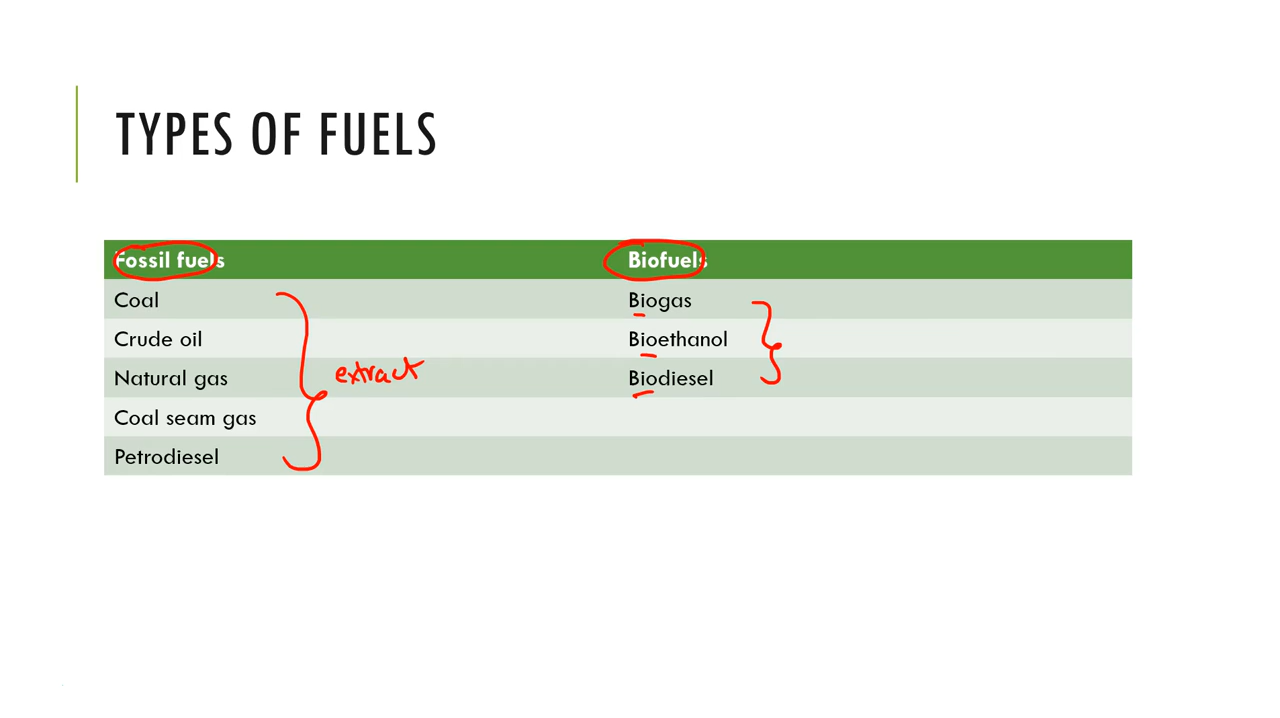 TYPES OF FUELS
Fossil fuels Biofuels
Coal Biogas
Crude oil Bioethanol
Natural gas extract Biodiesel
Coal seam gas
Petrodiesel